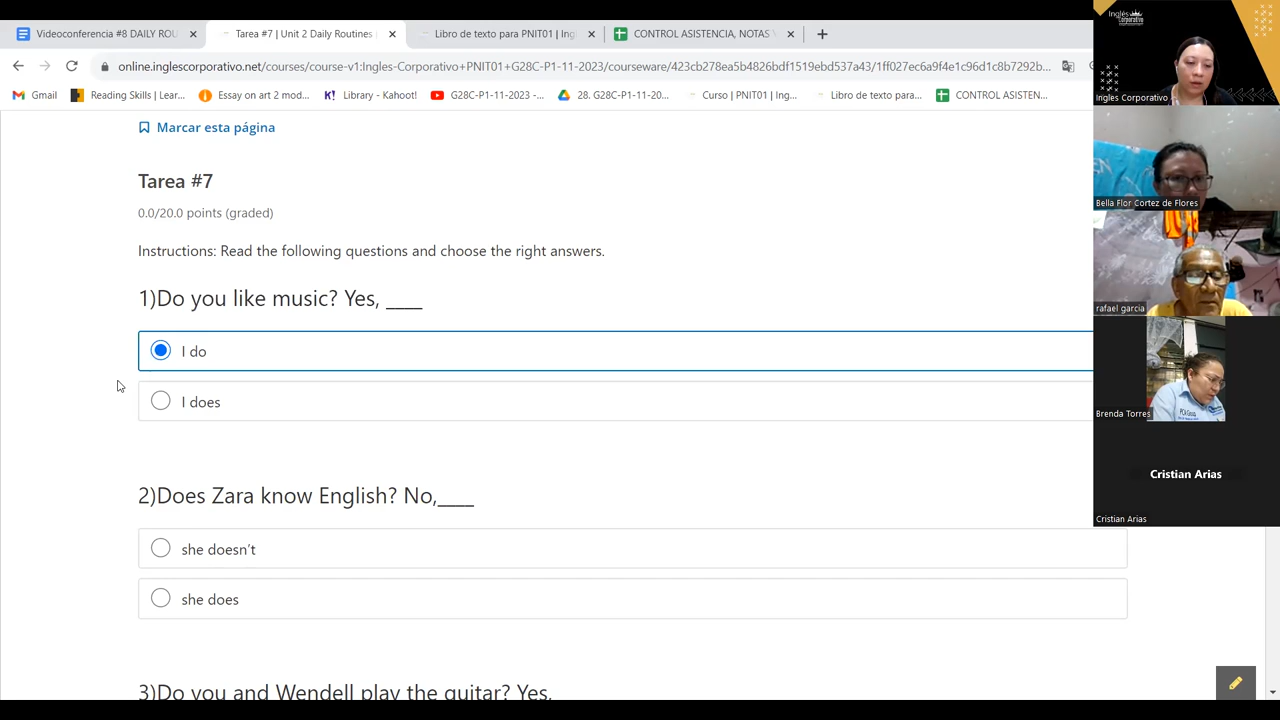 Videoconferencia #8 DAILY ROU
Tarea #7 | Unit 2 Daily Routines
Libro de texto para PNIT01 | Ingl
CONTROL ASISTENCIA, NOTAS
online.inglescorporativo.net/courses/course-v1:Ingles-Corporativo+PNIT01+G28C-P1-11-2023/courseware/423cb278ea5b4826bdf1519ebd537a43/1ff027ec6a9f4e1c96d1c8b7292b...
Gmail
Reading Skills | Lear...
Essay on art 2 mod...
Library - Kano...
G28C-P1-11-2023 -...
28. G28C-P1-11-20...
Curso | PNIT01 | Ing...
Libro de texto para...
CONTROL ASISTEN...
Marcar esta página
Tarea #7
0.0/20.0 points (graded)
Instructions: Read the following questions and choose the right answers.
1)Do you like music? Yes, ____
I do
I does
2)Does Zara know English? No,____
she doesn't
she does
3)Do you and Wendell play the guitar? Yes,
Inglés
Corporativo
Ingles Corporativo
Bella Flor Cortez de Flores
rafael garcia
Brenda Torres
Cristian Arias
Cristian Arias